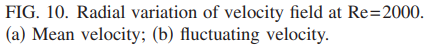 FIG. 10. Radial variation of velocity field at Re=2000.
(a) Mean velocity; (b) fluctuating velocity.